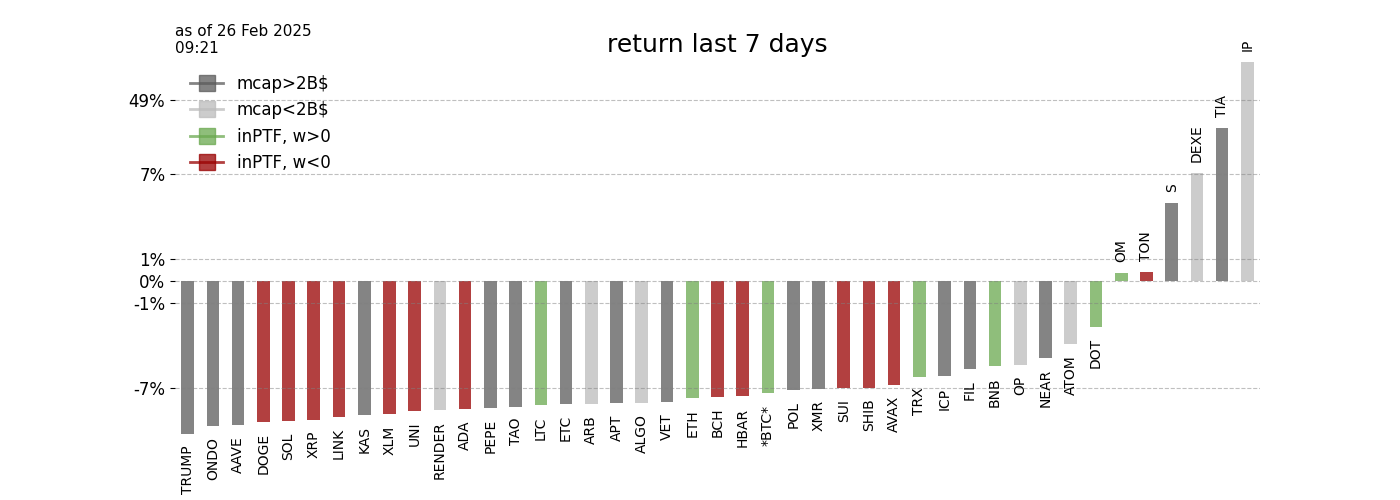 as of 26 Feb 2025
09:21
return last 7 days
mcap>2B$
mcap<2B$
inPTF, w>0
inPTF, w<0
49%
7%
1%
0%
-1%
-7%
TRUMP
ONDO
AAVE
DOGE
SOL
XRP
LINK
KAS
XLM
UNI
RENDER
ADA
PEPE
TAO
LTC
ETC
ARB
APT
ALGO
VET
ETH
BCH
HBAR
*BTC*
POL
XMR
SUI
SHIB
AVAX
TRX
ICP
FIL
BNB
OP
NEAR
ATOM
DOT
OM
TON
S
DEXE
TIA
IP